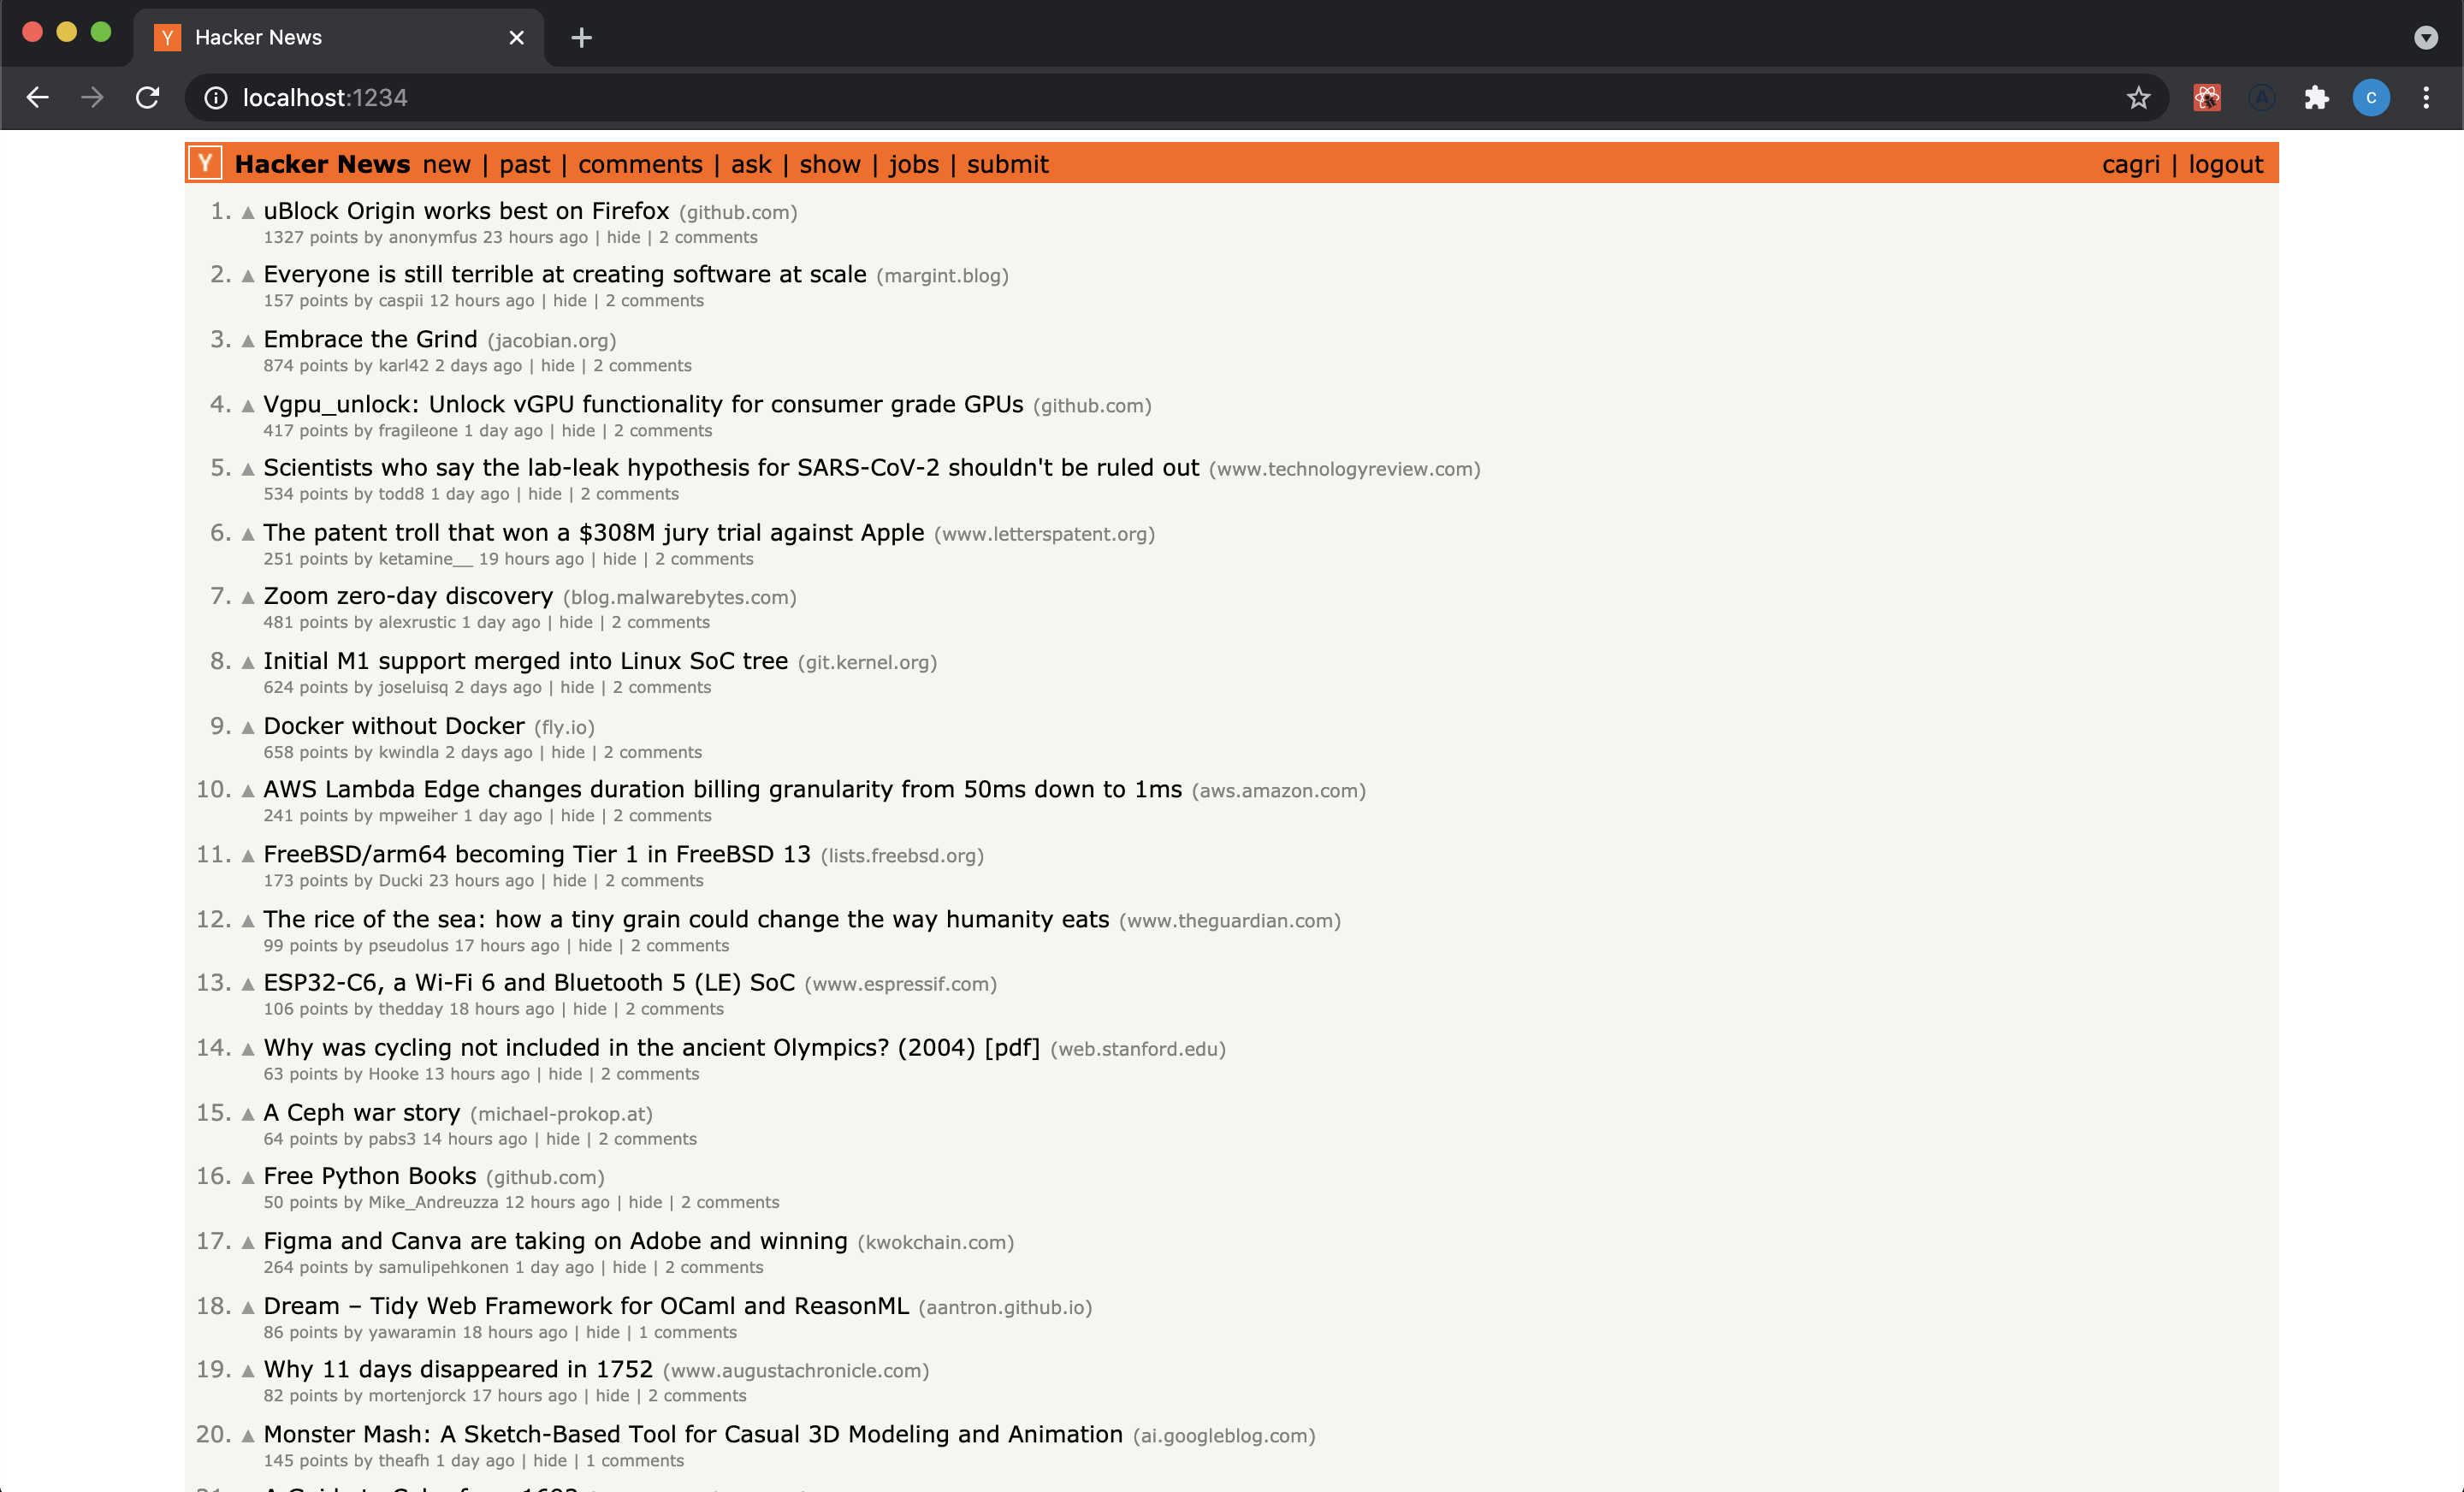 Y Hacker News
localhost:1234
A
C
Y Hacker News new | past | comments | ask | show | jobs | submit cagri | logout
1. ▲ uBlock Origin works best on Firefox (github.com)
1327 points by anonymfus 23 hours ago | hide | 2 comments
2. ▲ Everyone is still terrible at creating software at scale (margint.blog)
157 points by caspii 12 hours ago | hide | 2 comments
3. ▲ Embrace the Grind (jacobian.org)
874 points by karl42 2 days ago | hide | 2 comments
4. ▲ Vgpu_unlock: Unlock vGPU functionality for consumer grade GPUs (github.com)
417 points by fragileone 1 day ago | hide | 2 comments
5. ▲ Scientists who say the lab-leak hypothesis for SARS-CoV-2 shouldn't be ruled out (www.technologyreview.com)
534 points by todd8 1 day ago | hide | 2 comments
6. ▲ The patent troll that won a $308M jury trial against Apple (www.letterspatent.org)
251 points by ketamine__ 19 hours ago | hide | 2 comments
7. ▲ Zoom zero-day discovery (blog.malwarebytes.com)
481 points by alexrustic 1 day ago | hide | 2 comments
8. ▲ Initial M1 support merged into Linux SoC tree (git.kernel.org)
624 points by joseluisq 2 days ago | hide | 2 comments
9. ▲ Docker without Docker (fly.io)
658 points by kwindla 2 days ago | hide | 2 comments
10. ▲ AWS Lambda Edge changes duration billing granularity from 50ms down to 1ms (aws.amazon.com)
241 points by mpweiher 1 day ago | hide | 2 comments
11. ▲ FreeBSD/arm64 becoming Tier 1 in FreeBSD 13 (lists.freebsd.org)
173 points by Ducki 23 hours ago | hide | 2 comments
12. ▲ The rice of the sea: how a tiny grain could change the way humanity eats (www.theguardian.com)
99 points by pseudolus 17 hours ago | hide | 2 comments
13. ▲ ESP32-C6, a Wi-Fi 6 and Bluetooth 5 (LE) SoC (www.espressif.com)
106 points by thedday 18 hours ago | hide | 2 comments
14. ▲ Why was cycling not included in the ancient Olympics? (2004) [pdf] (web.stanford.edu)
63 points by Hooke 13 hours ago | hide | 2 comments
15. ▲ A Ceph war story (michael-prokop.at)
64 points by pabs3 14 hours ago | hide | 2 comments
16. ▲ Free Python Books (github.com)
50 points by Mike_Andreuzza 12 hours ago | hide | 2 comments
17. ▲ Figma and Canva are taking on Adobe and winning (kwokchain.com)
264 points by samulipehkonen 1 day ago | hide | 2 comments
18. ▲ Dream – Tidy Web Framework for OCaml and ReasonML (aantron.github.io)
86 points by yawaramin 18 hours ago | hide | 1 comments
19. ▲ Why 11 days disappeared in 1752 (www.augustachronicle.com)
82 points by mortenjorck 17 hours ago | hide | 2 comments
20. ▲ Monster Mash: A Sketch-Based Tool for Casual 3D Modeling and Animation (ai.googleblog.com)
145 points by theafh 1 day ago | hide | 1 comments